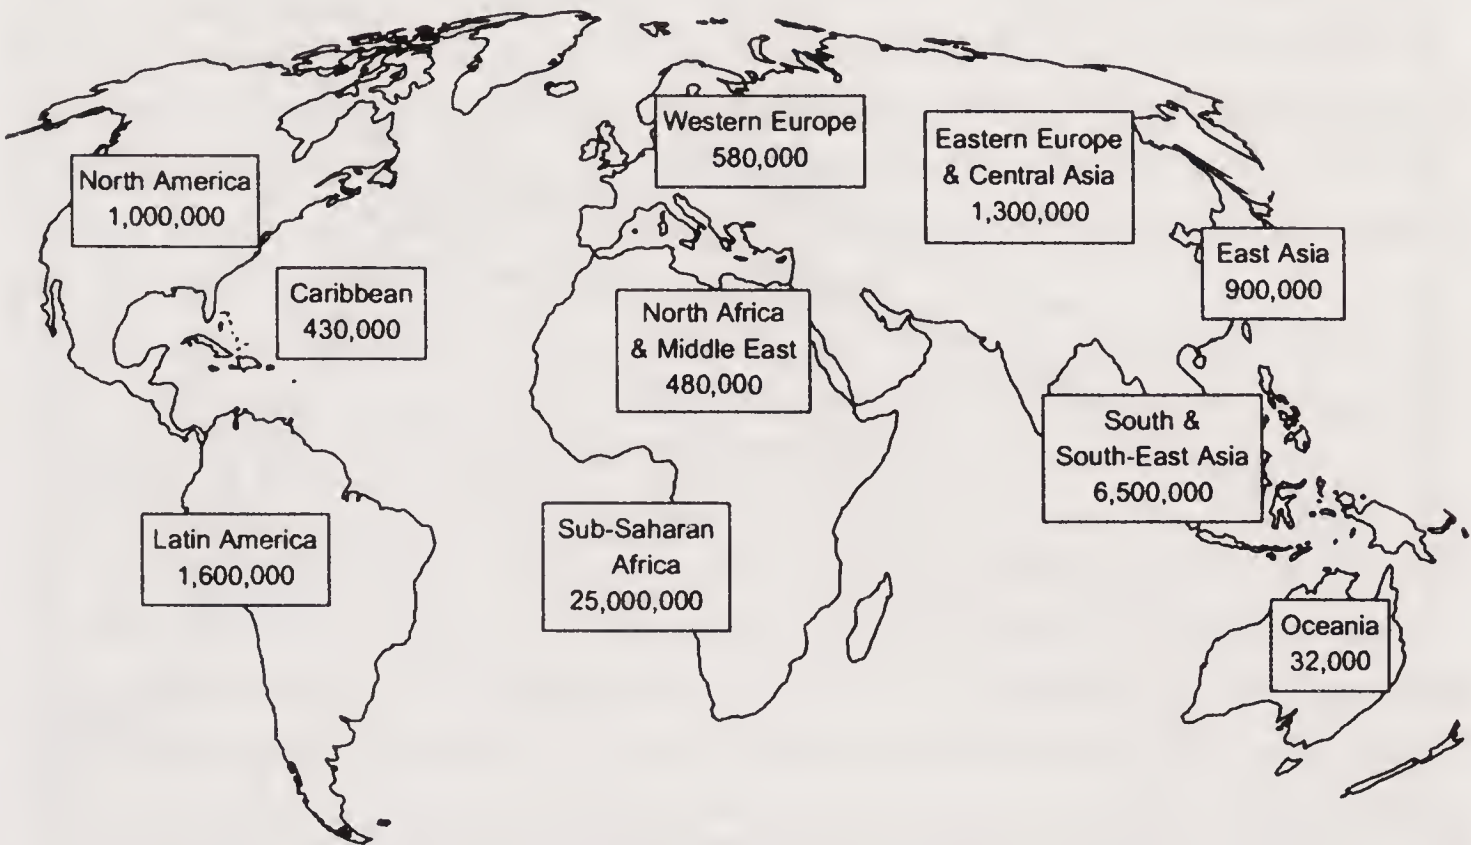 Western Europe
580,000
Eastern Europe
& Central Asia
1,300,000
North America
1,000,000
East Asia
900,000
Caribbean
430,000
North Africa
& Middle East
480,000
South &
South-East Asia
6,500,000
Latin America
1,600,000
Sub-Saharan
Africa
25,000,000
Oceania
32,000